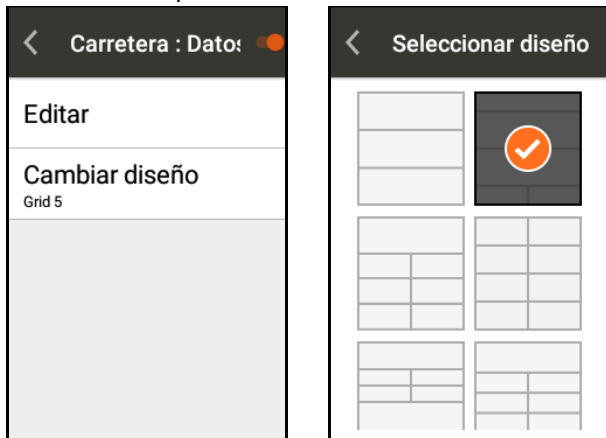 Carretera : Datos
Seleccionar diseño
Editar
Cambiar diseño
Grid 5